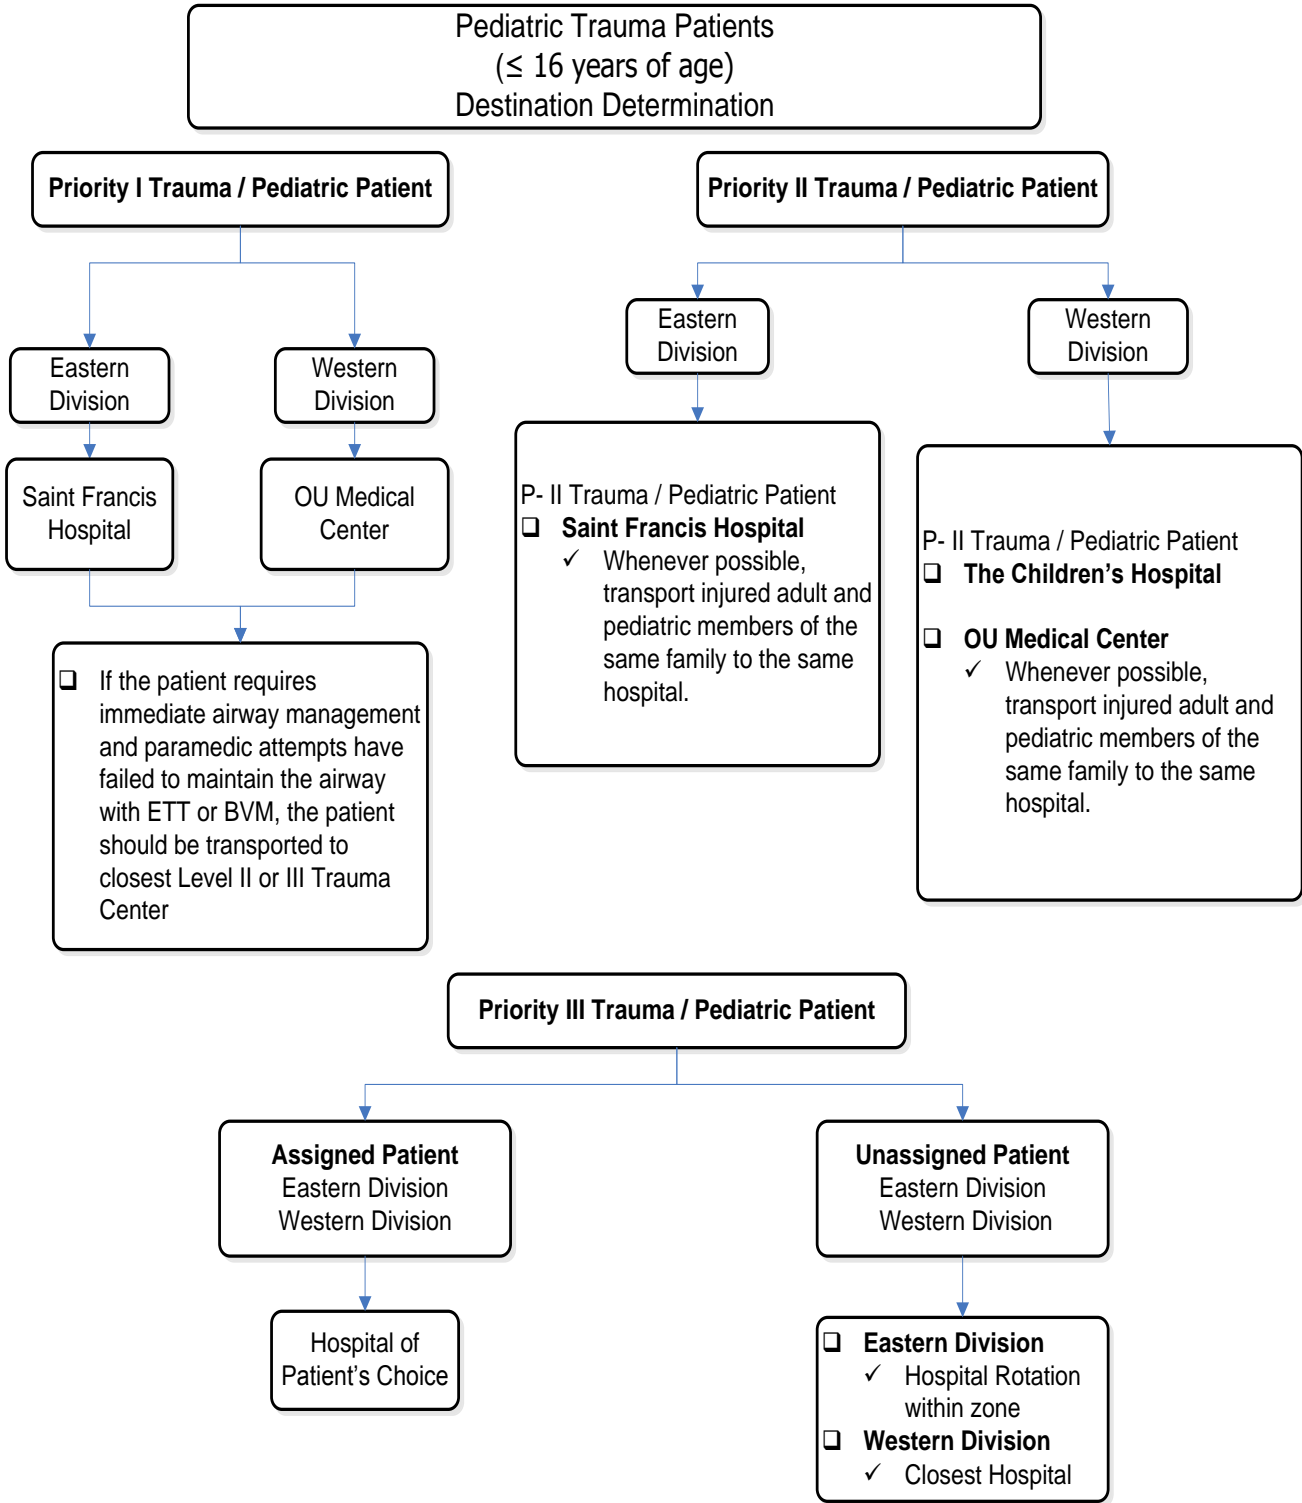 Pediatric Trauma Patients
(≤ 16 years of age)
Destination Determination
Priority I Trauma / Pediatric Patient
Eastern
Division
Western
Division
Saint Francis
Hospital
OU Medical
Center
❑ If the patient requires
immediate airway management
and paramedic attempts have
failed to maintain the airway
with ETT or BVM, the patient
should be transported to
closest Level II or III Trauma
Center
Priority II Trauma / Pediatric Patient
Eastern
Division
P- II Trauma / Pediatric Patient
❑ Saint Francis Hospital
✓ Whenever possible,
transport injured adult and
pediatric members of the
same family to the same
hospital.
Western
Division
P- II Trauma / Pediatric Patient
❑ The Children’s Hospital
❑ OU Medical Center
✓ Whenever possible,
transport injured adult and
pediatric members of the
same family to the same
hospital.
Priority III Trauma / Pediatric Patient
Assigned Patient
Eastern Division
Western Division
Hospital of
Patient’s Choice
Unassigned Patient
Eastern Division
Western Division
❑ Eastern Division
✓ Hospital Rotation
within zone
❑ Western Division
✓ Closest Hospital